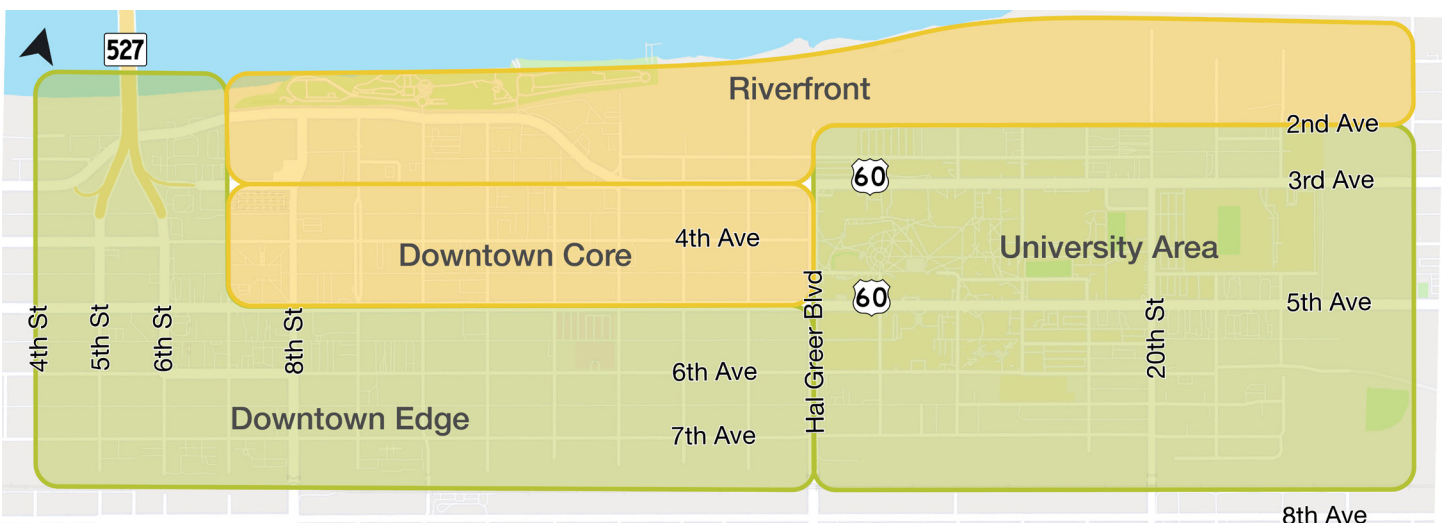 527
Riverfront
2nd Ave
60
3rd Ave
4th Ave
Downtown Core
University Area
60
5th Ave
4th St
5th St
6th St
8th St
Hal Greer Blvd
20th St
6th Ave
Downtown Edge
7th Ave
8th Ave